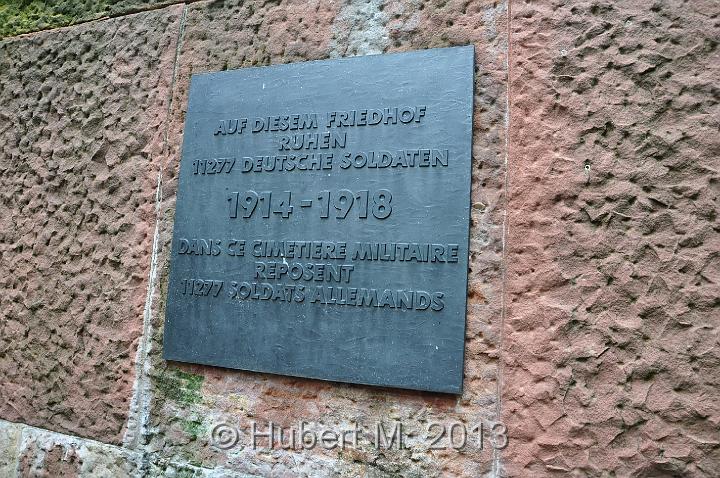 AUF DIESEM FRIEDHOF
RUHEN
11277 DEUTSCHE SOLDATEN
1914-1918
DANS CE CIMETIERE MILITAIRE
REPOSENT
11277 SOLDATS ALLEMANDS
© Hubert M. 2013